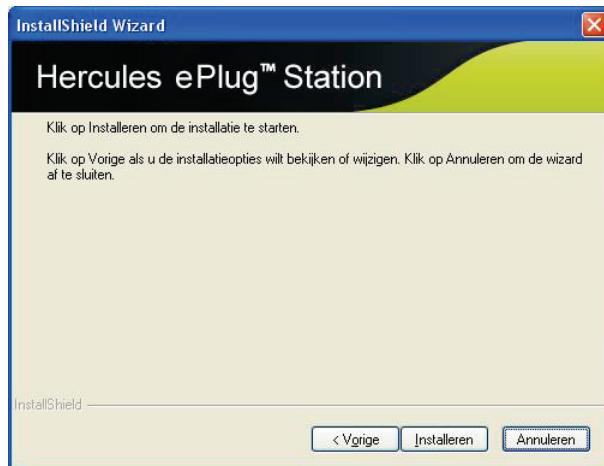 InstallShield Wizard
Hercules ePlug™ Station
Klik op Installeren om de installatie te starten.
Klik op Vorige als u de installatieopties wilt bekijken of wijzigen. Klik op Annuleren om de wizard
af te sluiten.
InstallShield
< Vorige
Installeren
Annuleren